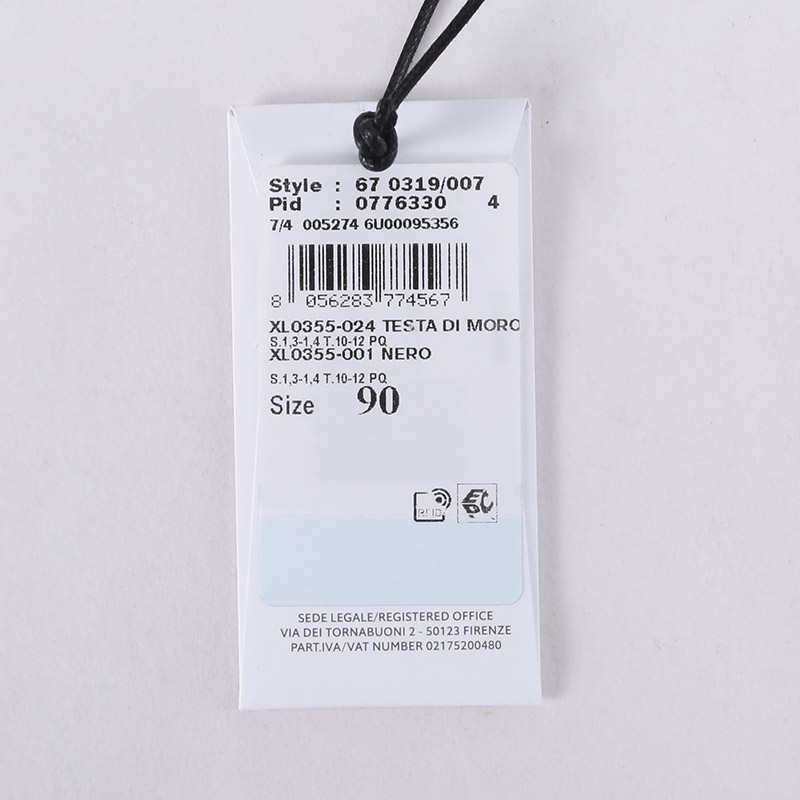 Style : 67 0319/007
Pid : 0776330 4
7/4 005274 6U00095356
8 056283 774567
XL0355-024 TESTA DI MORO
S.1,3-1,4 T.10-12 PQ
XL0355-001 NERO
S.1,3-1,4 T.10-12 PQ
Size 90
RFID
EPC
SEDE LEGALE/REGISTERED OFFICE
VIA DEI TORNABUONI 2 - 50123 FIRENZE
PART.IVA/VAT NUMBER 02175200480